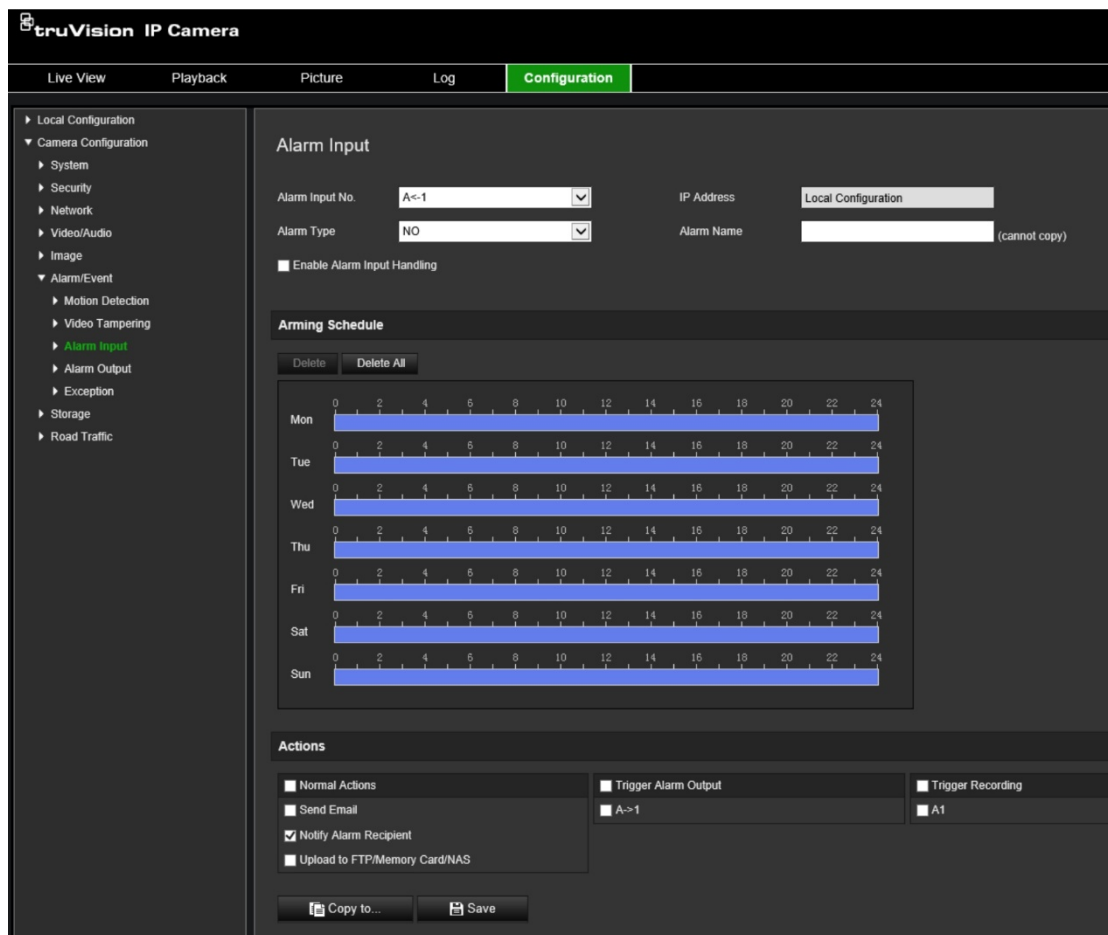 truVision IP Camera
Live View Playback Picture Log Configuration
Local Configuration
Camera Configuration
System
Security
Network
Video/Audio
Image
Alarm/Event
Motion Detection
Video Tampering
Alarm Input
Alarm Output
Exception
Storage
Road Traffic
Alarm Input
Alarm Input No. A<-1 IP Address Local Configuration
Alarm Type NO Alarm Name (cannot copy)
Enable Alarm Input Handling
Arming Schedule
Delete Delete All
0 2 4 6 8 10 12 14 16 18 20 22 24
Mon
0 2 4 6 8 10 12 14 16 18 20 22 24
Tue
0 2 4 6 8 10 12 14 16 18 20 22 24
Wed
0 2 4 6 8 10 12 14 16 18 20 22 24
Thu
0 2 4 6 8 10 12 14 16 18 20 22 24
Fri
0 2 4 6 8 10 12 14 16 18 20 22 24
Sat
0 2 4 6 8 10 12 14 16 18 20 22 24
Sun
Actions
Normal Actions Trigger Alarm Output Trigger Recording
Send Email A->1 A1
Notify Alarm Recipient
Upload to FTP/Memory Card/NAS
Copy to... Save